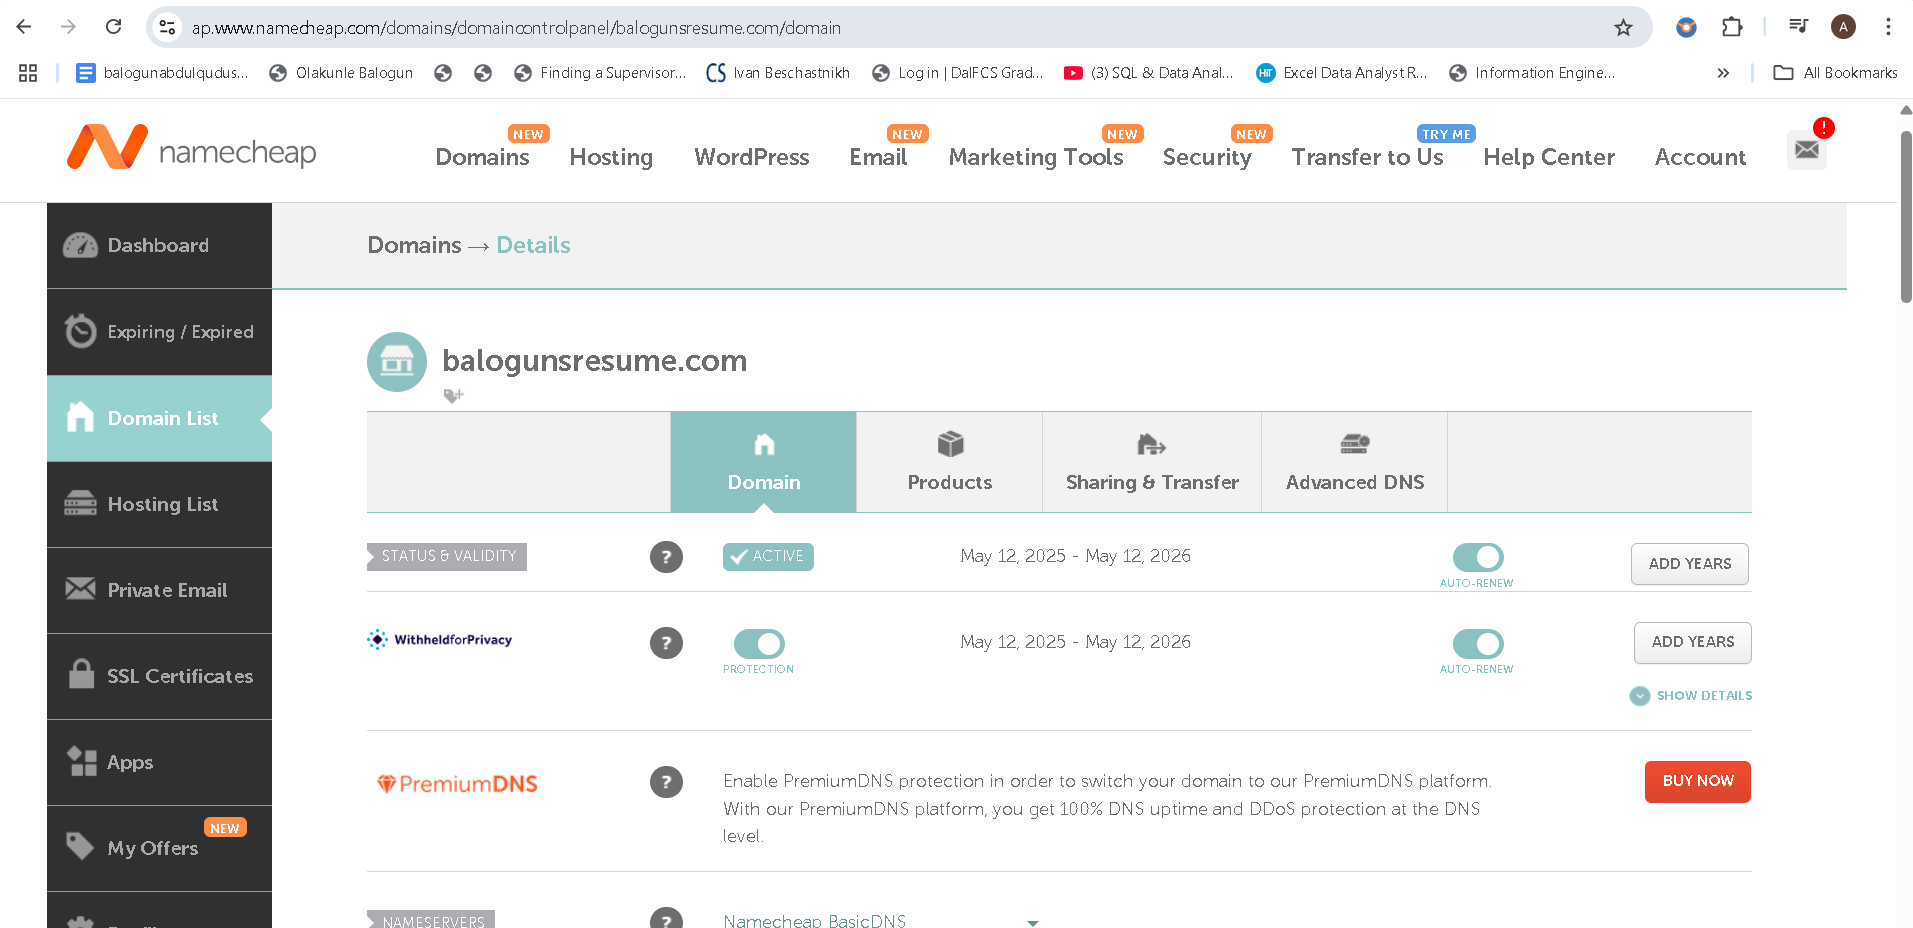 ap.www.namecheap.com/domains/domaincontrolpanel/balogunsresume.com/domain
A
balogunabdulqudus...
Olakunle Balogun
Finding a Supervisor...
CS Ivan Beschastnikh
Log in | DalFCS Grad...
(3) SQL & Data Anal...
HiT Excel Data Analyst R...
Information Engine...
All Bookmarks
namecheap
NEW
NEW
NEW
NEW
TRY ME
!
Domains
Hosting
WordPress
Email
Marketing Tools
Security
Transfer to Us
Help Center
Account
Dashboard
Expiring / Expired
Domain List
Hosting List
Private Email
SSL Certificates
Apps
NEW
My Offers
Domains → Details
balogunsresume.com
Domain
Products
Sharing & Transfer
Advanced DNS
STATUS & VALIDITY
?
ACTIVE
May 12, 2025 - May 12, 2026
AUTO-RENEW
ADD YEARS
WithheldforPrivacy
?
PROTECTION
May 12, 2025 - May 12, 2026
AUTO-RENEW
ADD YEARS
SHOW DETAILS
PremiumDNS
?
Enable PremiumDNS protection in order to switch your domain to our PremiumDNS platform.
With our PremiumDNS platform, you get 100% DNS uptime and DDoS protection at the DNS
level.
BUY NOW
NAMESERVERS
?
Namecheap BasicDNS